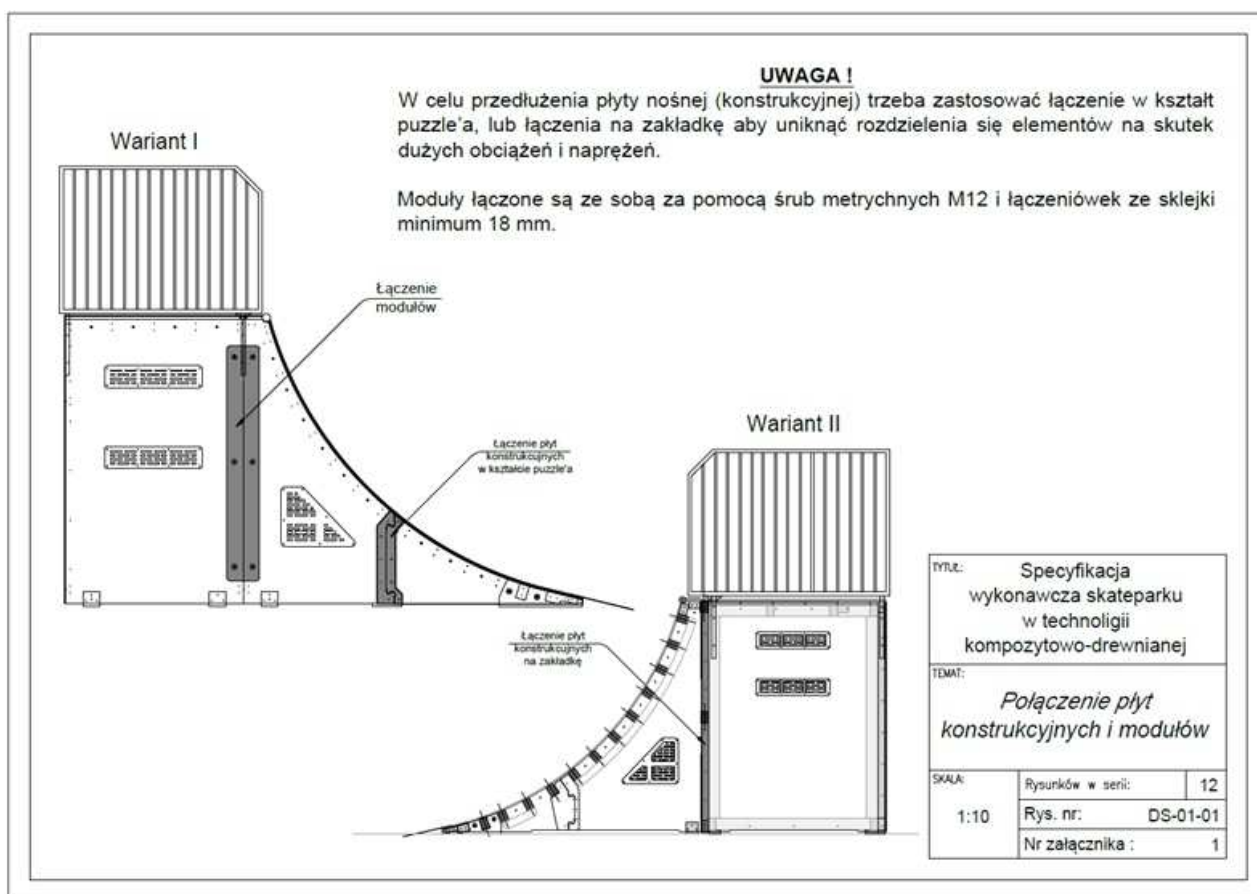 UWAGA !
W celu przedłużenia płyty nośnej (konstrukcyjnej) trzeba zastosować łączenie w kształt
puzzle'a, lub łączenia na zakładkę aby uniknąć rozdzielenia się elementów na skutek
dużych obciążeń i naprężeń.
Moduły łączone są ze sobą za pomocą śrub metrychnych M12 i łączeniówek ze sklejki
minimum 18 mm.
Wariant I
Łączenie
modułów
Łączenie płyt
konstrukcyjnych
w kształcie puzzle'a
Wariant II
Łączenie płyt
konstrukcyjnych
na zakładkę
TYTUŁ:
Specyfikacja
wykonawcza skateparku
w technoligii
kompozytowo-drewnianej
TEMAT:
Połączenie płyt
konstrukcyjnych i modułów
SKALA:
1:10
Rysunków w serii: 12
Rys. nr: DS-01-01
Nr załącznika : 1